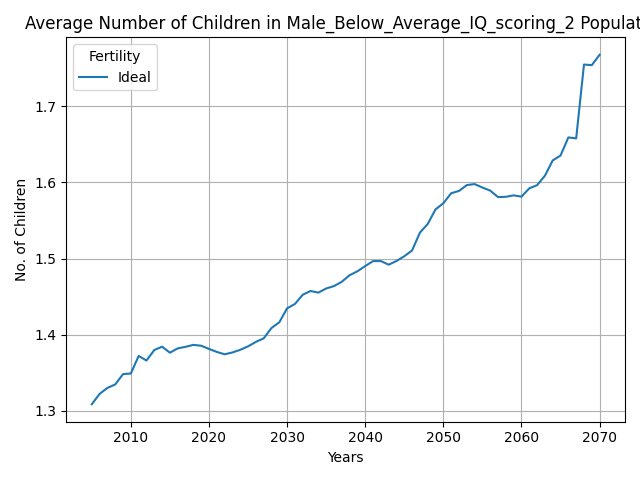 Average Number of Children in Male_Below_Average_IQ_scoring_2 Populat
Fertility
Ideal
No. of Children
1.7
1.6
1.5
1.4
1.3
2010 2020 2030 2040 2050 2060 2070
Years